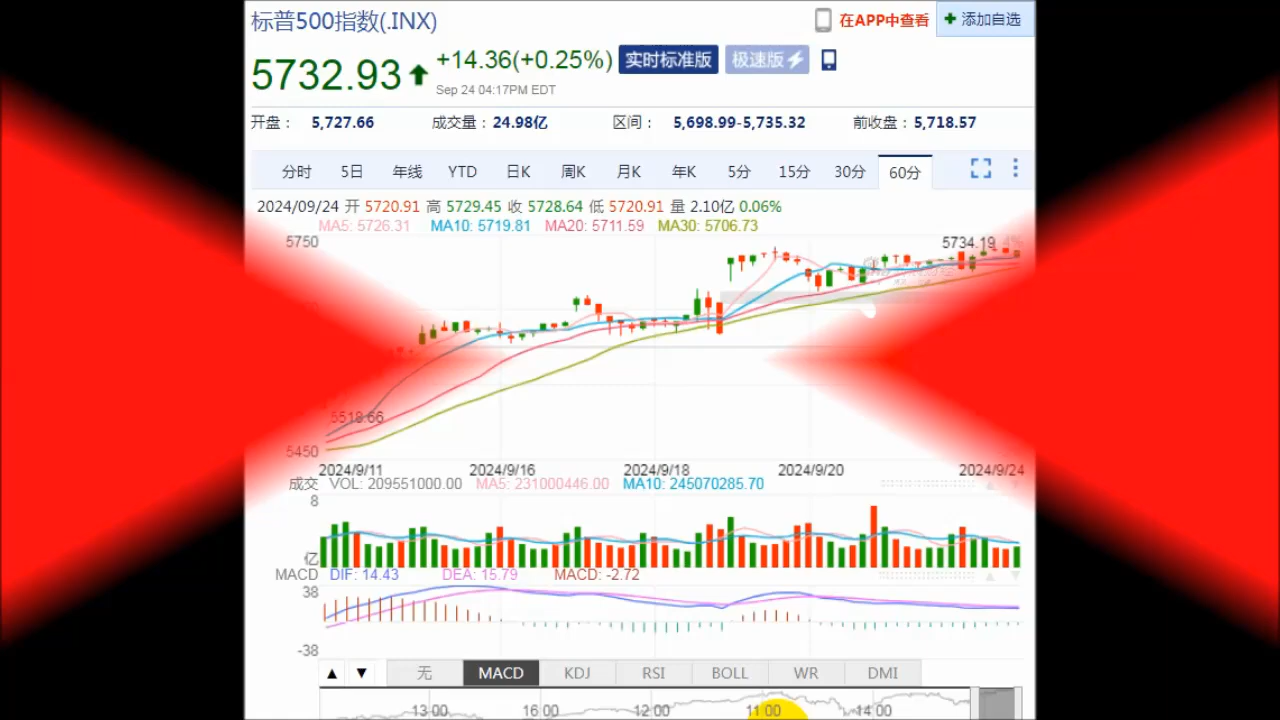 标普500指数(.INX)
在APP中查看
添加自选
5732.93
+14.36(+0.25%)
实时标准版
极速版
Sep 24 04:17PM EDT
开盘： 5,727.66 成交量：24.98亿 区间： 5,698.99-5,735.32 前收盘：5,718.57
分时 5日 年线 YTD 日K 周K 月K 年K 5分 15分 30分 60分
2024/09/24 开 5720.91 高 5729.45 收 5728.64 低 5720.91 量 2.10亿 0.06%
MA5: 5726.31 MA10: 5719.81 MA20: 5711.59 MA30: 5706.73
5750
5734.19
4%
5518.66
5450
2024/9/11 2024/9/16 2024/9/18 2024/9/20 2024/9/24
成交 VOL: 209551000.00 MA5: 231000446.00 MA10: 245070285.70
8
亿
MACD DIF: 14.43 DEA: 15.79 MACD: -2.72
38
-38
无 MACD KDJ RSI BOLL WR DMI
13:00 16:00 12:00 11:00 14:00